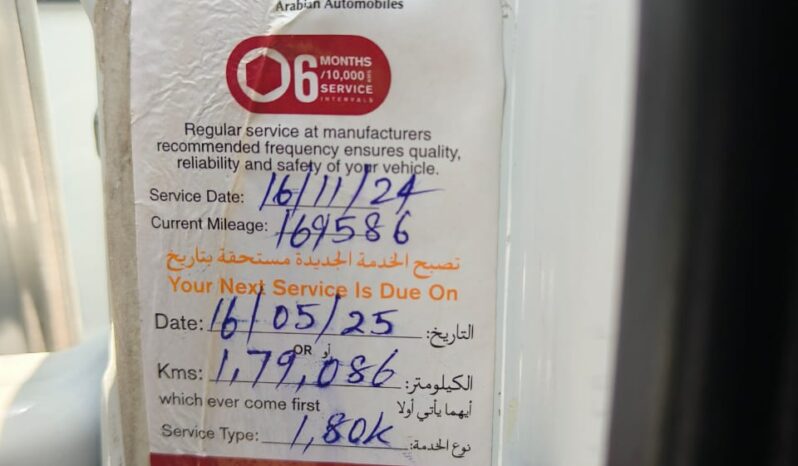 Arabian Automobiles
06 MONTHS
/10,000 KMS
SERVICE
INTERVALS
Regular service at manufacturers
recommended frequency ensures quality,
reliability and safety of your vehicle.
Service Date: 16/11/24
Current Mileage: 169586
تصبح الخدمة الجديدة مستحقة بتاريخ
Your Next Service Is Due On
Date: 16/05/25 التاريخ:
OR أو
Kms: 1,79,086 الكيلومتر:
which ever come first أيهما يأتي أولا
Service Type: 1,80K نوع الخدمة: